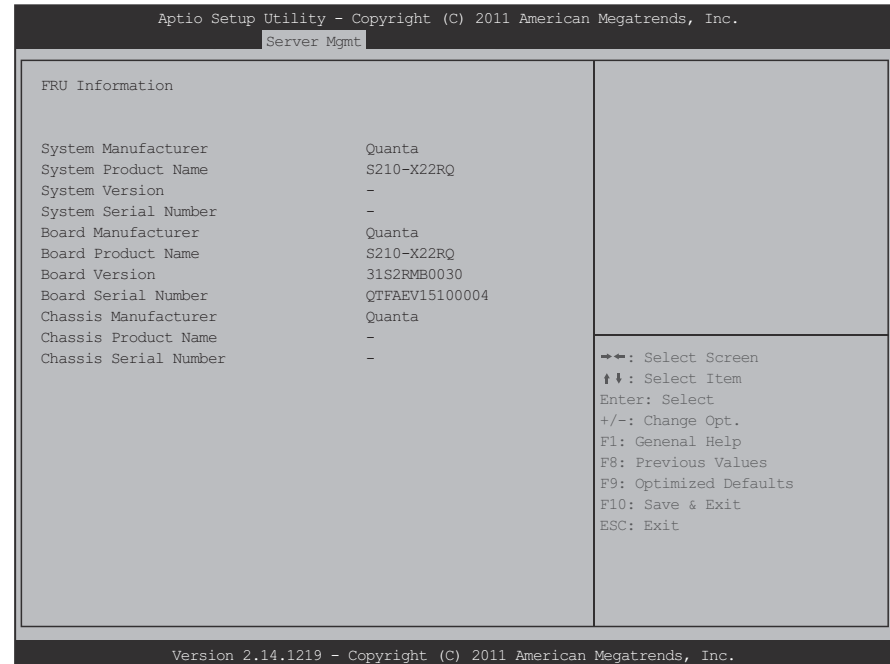 Aptio Setup Utility - Copyright (C) 2011 American Megatrends, Inc.
Server Mgmt
FRU Information
System Manufacturer Quanta
System Product Name S210-X22RQ
System Version -
System Serial Number -
Board Manufacturer Quanta
Board Product Name S210-X22RQ
Board Version 31S2RMB0030
Board Serial Number QTFAEV15100004
Chassis Manufacturer Quanta
Chassis Product Name -
Chassis Serial Number -
→←: Select Screen
↑↓: Select Item
Enter: Select
+/-: Change Opt.
F1: Genenal Help
F8: Previous Values
F9: Optimized Defaults
F10: Save & Exit
ESC: Exit
Version 2.14.1219 - Copyright (C) 2011 American Megatrends, Inc.